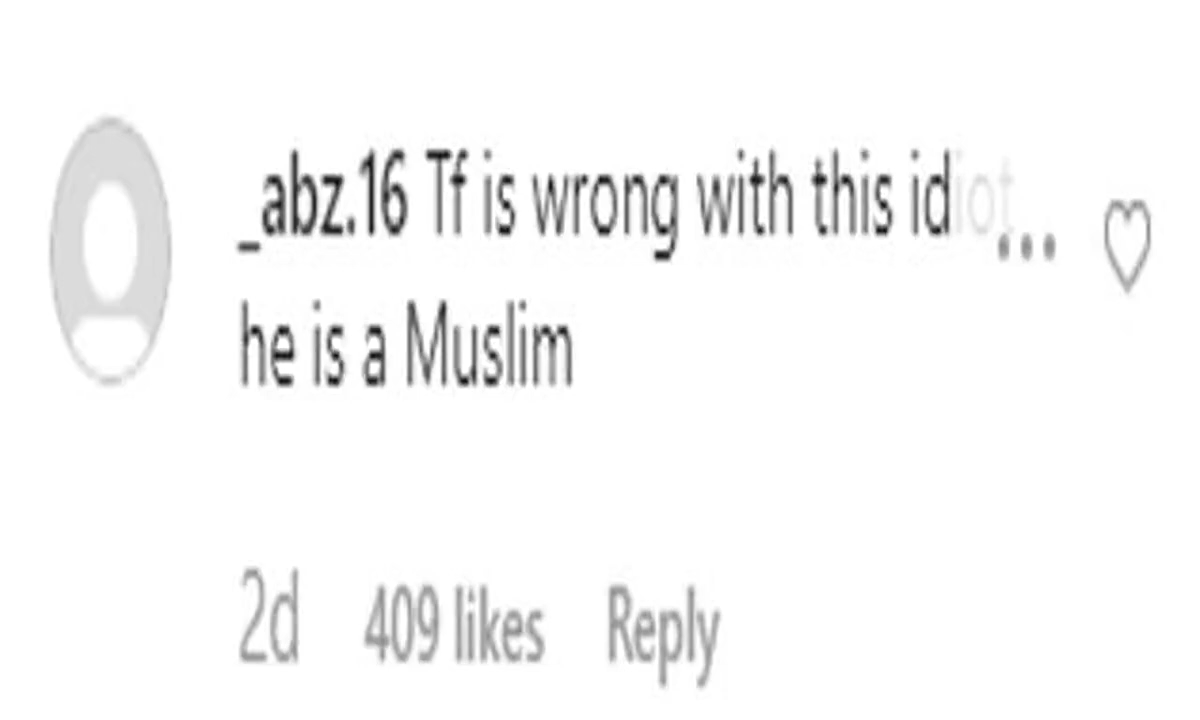 _abz.16 Tf is wrong with this idiot...
he is a Muslim
2d 409 likes Reply